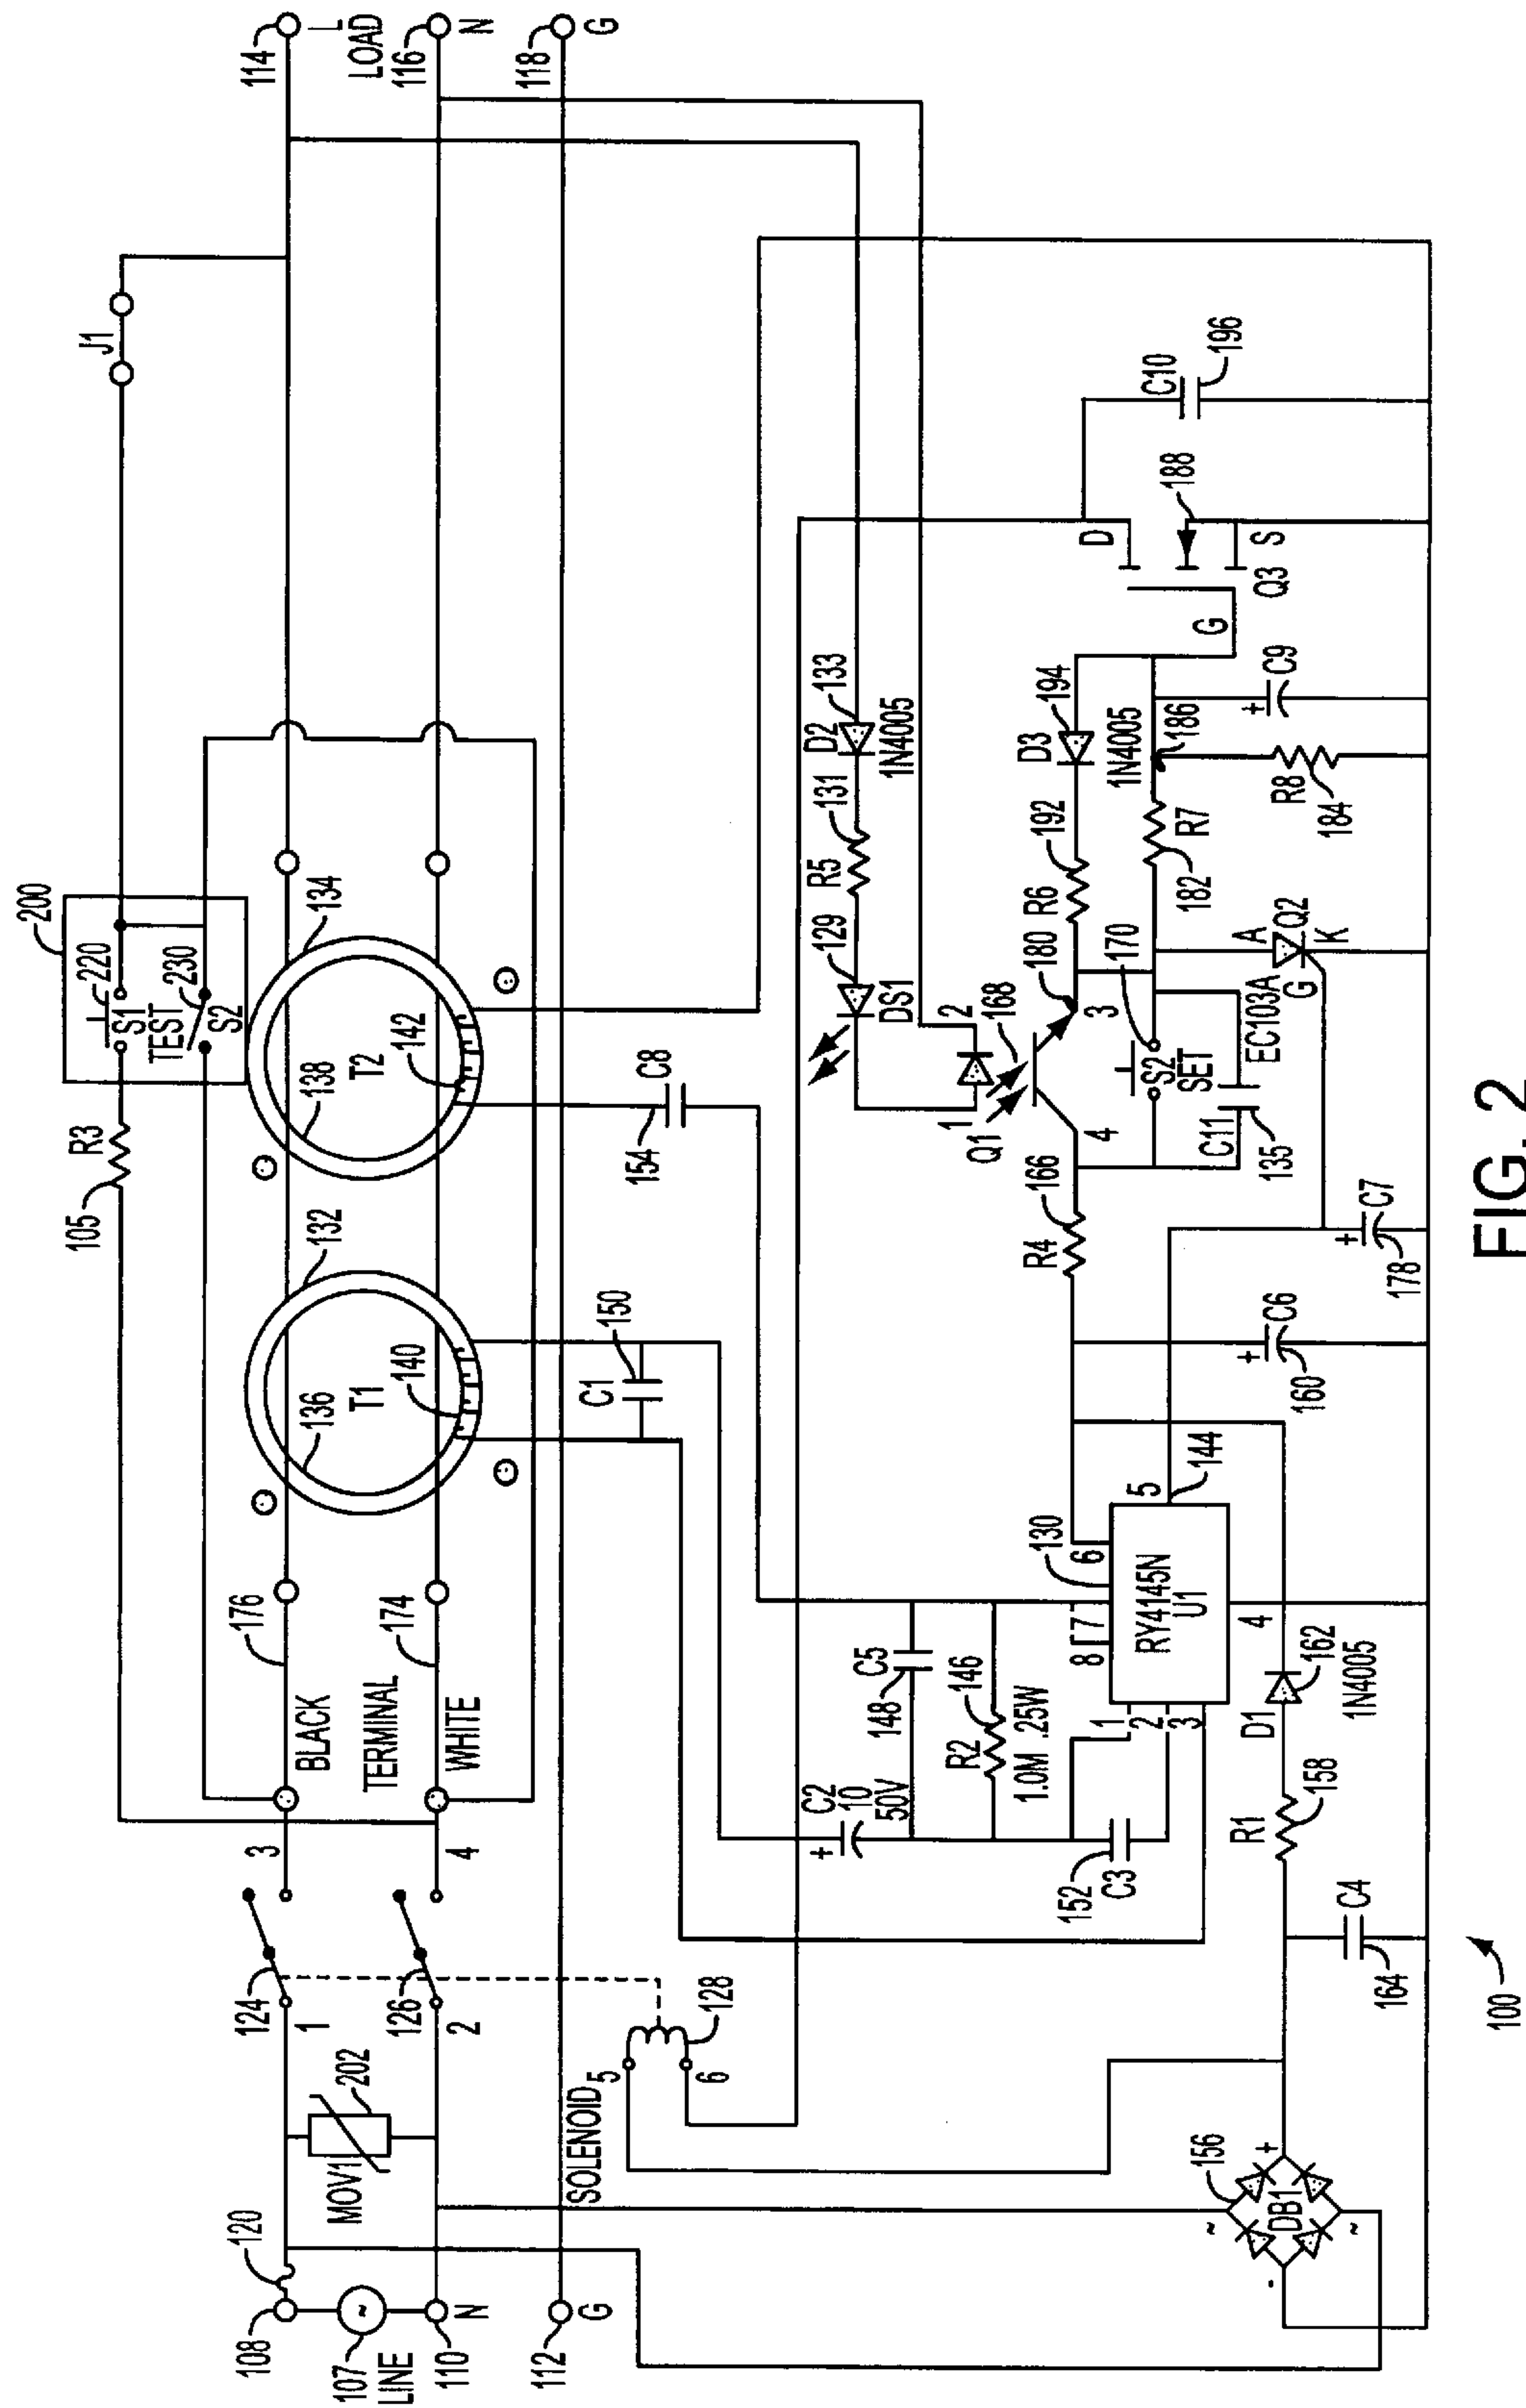 108
120
107
LINE
110
N
112
G
MOV1
202
124
1
126
2
3
4
SOLENOID
5
6
128
BLACK
TERMINAL
WHITE
176
174
105
R3
136
T1
140
132
138
T2
142
134
200
220
S1
TEST
230
S2
J1
114
L
LOAD
116
N
118
G
C1
150
154
C8
C2
+
10
50V
C5
148
R2
146
1.0M .25W
152
C3
130
8
7
6
5
144
RY4145N
U1
1
2
3
4
R1
158
D1
162
1N4005
C4
164
156
DB1
~
~
+
-
R4
166
C6
+
160
C7
+
178
Q1
168
1
2
4
3
180
170
S2
SET
C11
135
DS1
129
R5
131
D2
133
1N4005
R6
192
D3
194
1N4005
186
R7
182
EC103A
Q2
A
G
K
R8
184
C9
+
G
D
S
Q3
188
C10
196
100
FIG. 2